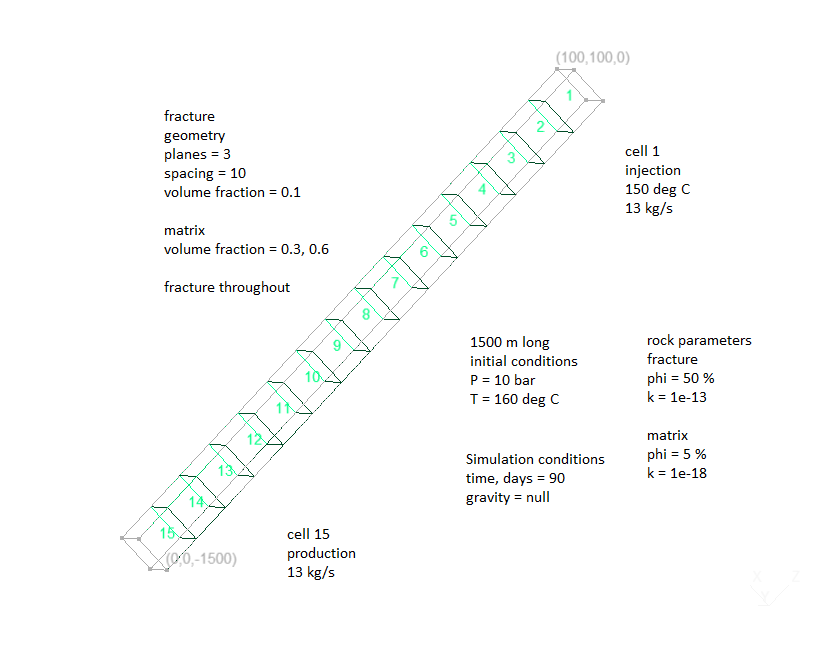 (100,100,0)
fracture
geometry
planes = 3
spacing = 10
volume fraction = 0.1
matrix
volume fraction = 0.3, 0.6
fracture throughout
1
2
3
4
5
6
7
8
9
10
11
12
13
14
15
cell 1
injection
150 deg C
13 kg/s
1500 m long
initial conditions
P = 10 bar
T = 160 deg C
rock parameters
fracture
phi = 50 %
k = 1e-13
matrix
phi = 5 %
k = 1e-18
Simulation conditions
time, days = 90
gravity = null
cell 15
production
13 kg/s
(0,0,-1500)
X
Y
Z